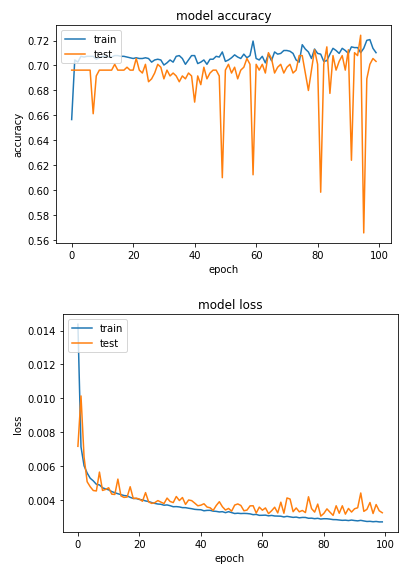 model accuracy
train
test
0.72
0.70
0.68
0.66
0.64
0.62
0.60
0.58
0.56
accuracy
0 20 40 60 80 100
epoch
model loss
train
test
0.014
0.012
0.010
0.008
0.006
0.004
loss
0 20 40 60 80 100
epoch